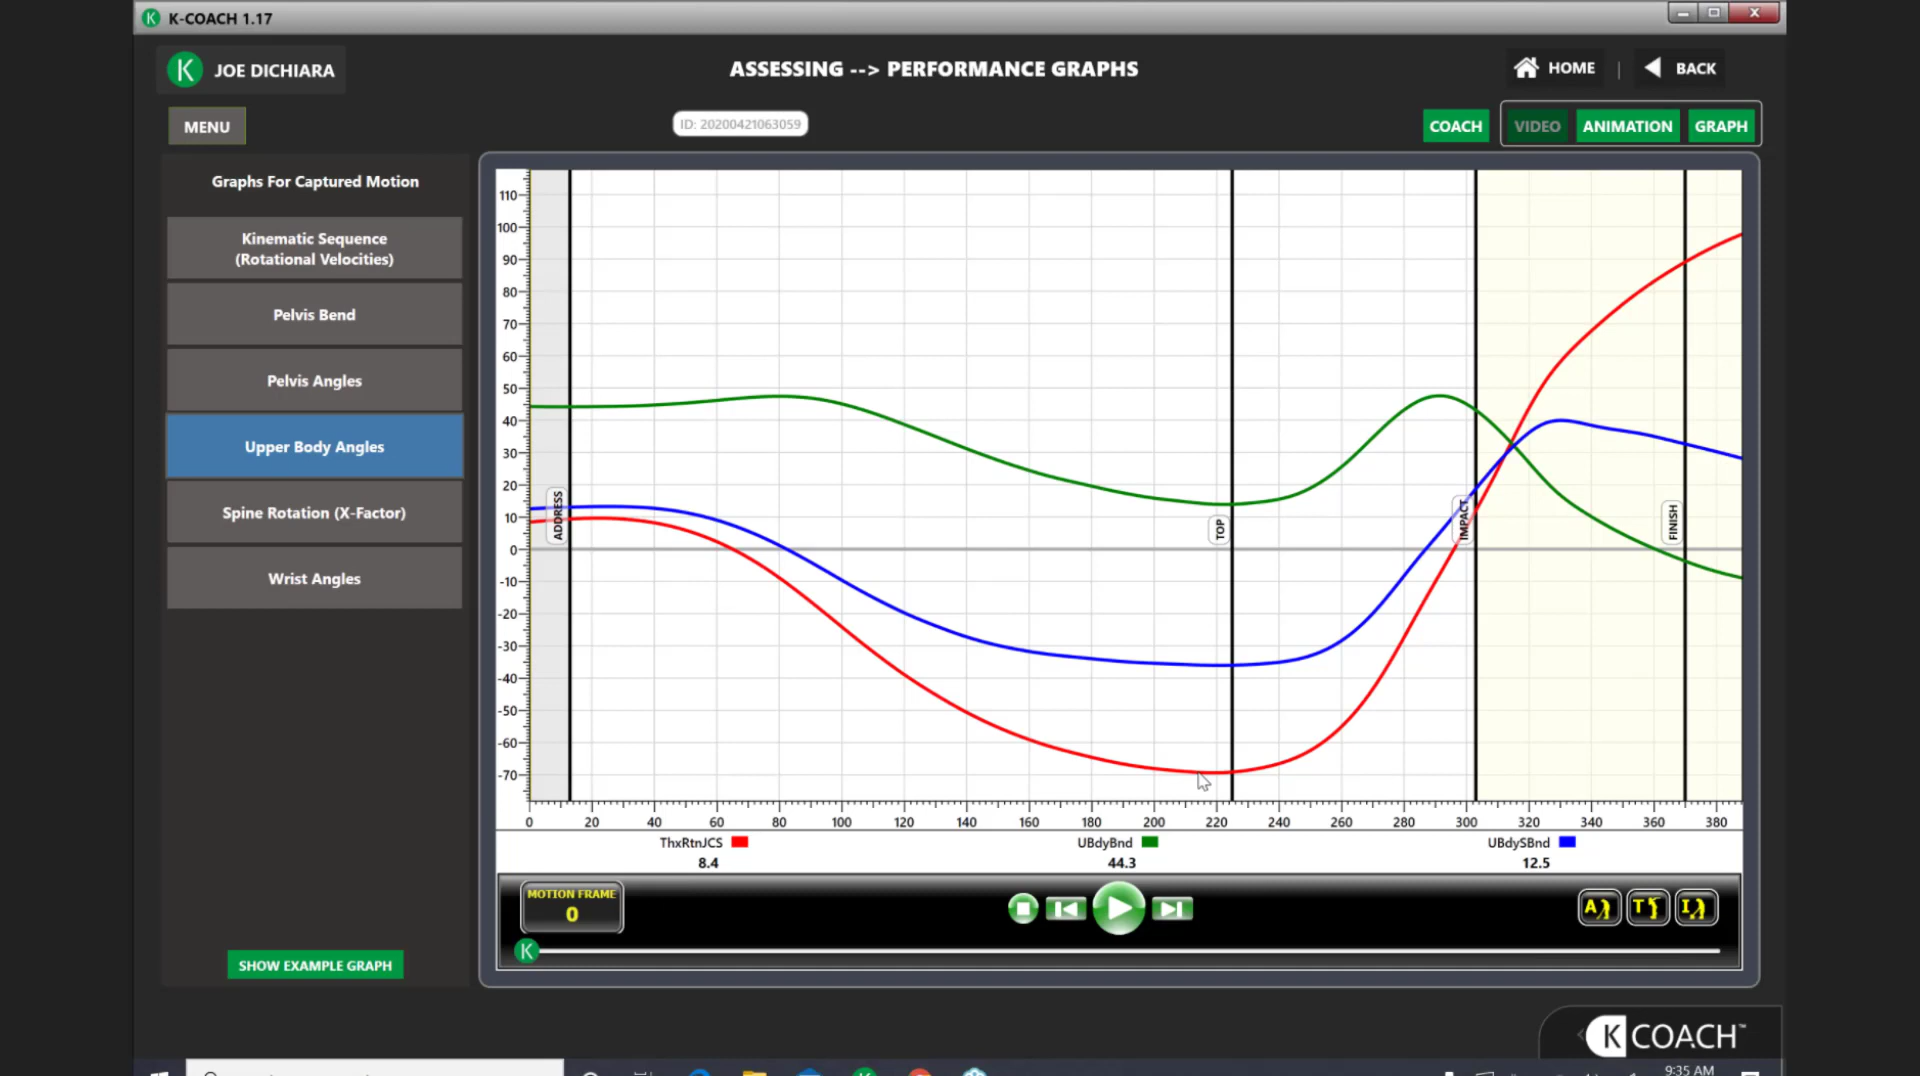 K-COACH 1.17
K JOE DICHIARA
ASSESSING --> PERFORMANCE GRAPHS
HOME | BACK
MENU
ID: 20200421063059
COACH VIDEO ANIMATION GRAPH
Graphs For Captured Motion
Kinematic Sequence
(Rotational Velocities)
Pelvis Bend
Pelvis Angles
Upper Body Angles
Spine Rotation (X-Factor)
Wrist Angles
SHOW EXAMPLE GRAPH
110
100
90
80
70
60
50
40
30
20
10
0
-10
-20
-30
-40
-50
-60
-70
ADDRESS
TOP
IMPACT
FINISH
0 20 40 60 80 100 120 140 160 180 200 220 240 260 280 300 320 340 360 380
ThxRtnJCS UBdyBnd UBdySBnd
8.4 44.3 12.5
MOTION FRAME
0
A T I
K
K COACH™
9:35 AM